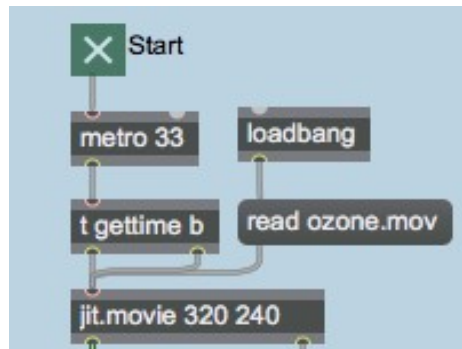 Start
metro 33
loadbang
t gettime b
read ozone.mov
jit.movie 320 240